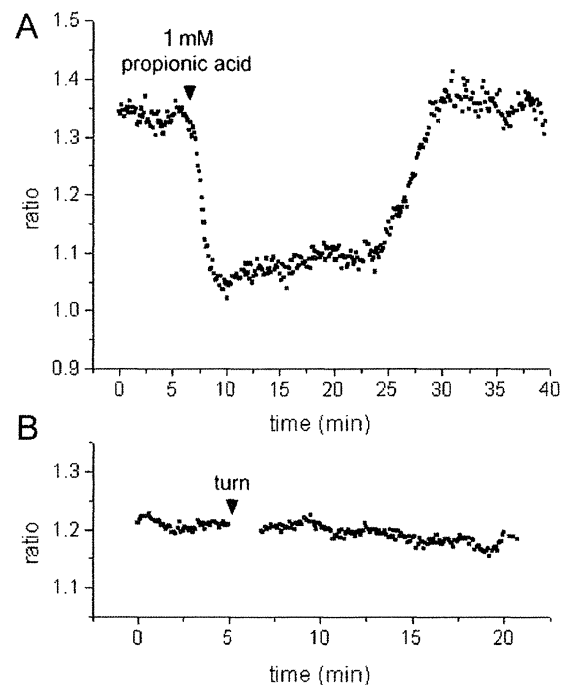 A
1 mM
propionic acid
1.5
1.4
1.3
1.2
1.1
1.0
0.9
ratio
0 5 10 15 20 25 30 35 40
time (min)
B
turn
1.3
1.2
1.1
ratio
0 5 10 15 20
time (min)